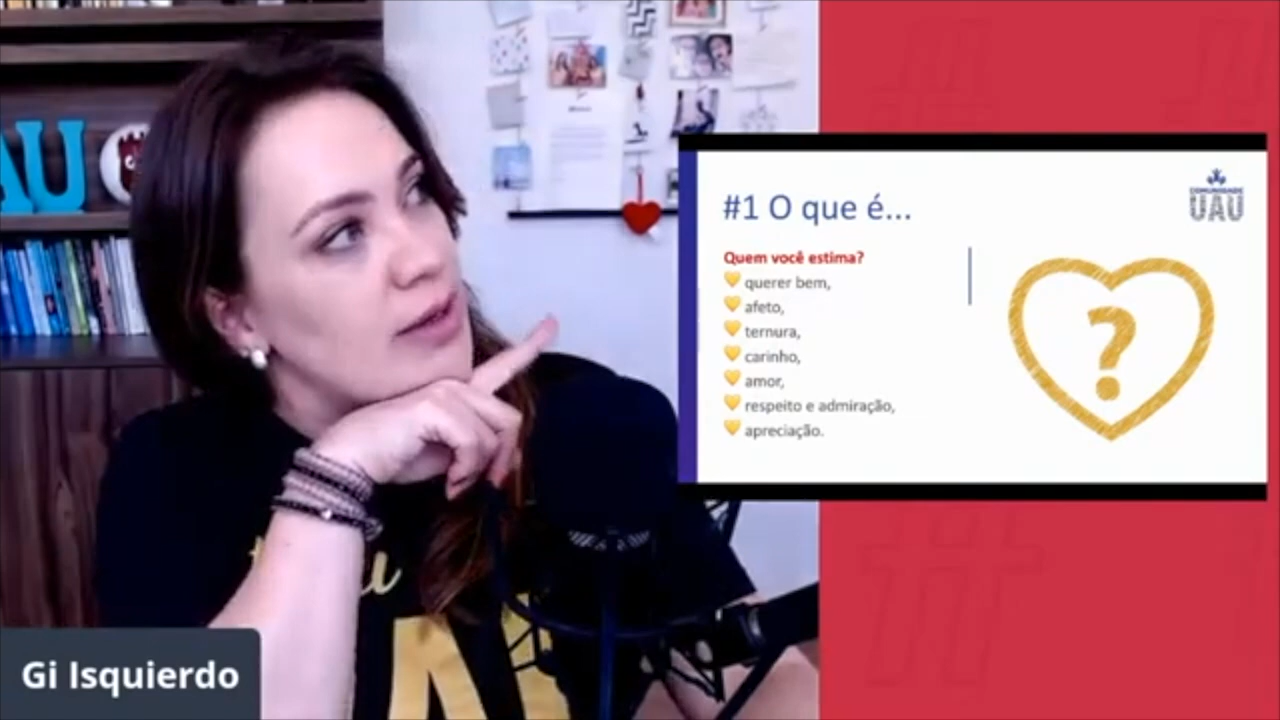 AU
#1 O que é...
COMUNIDADE
UAU
Quem você estima?
querer bem,
afeto,
ternura,
carinho,
amor,
respeito e admiração,
apreciação.
?
Gi Isquierdo